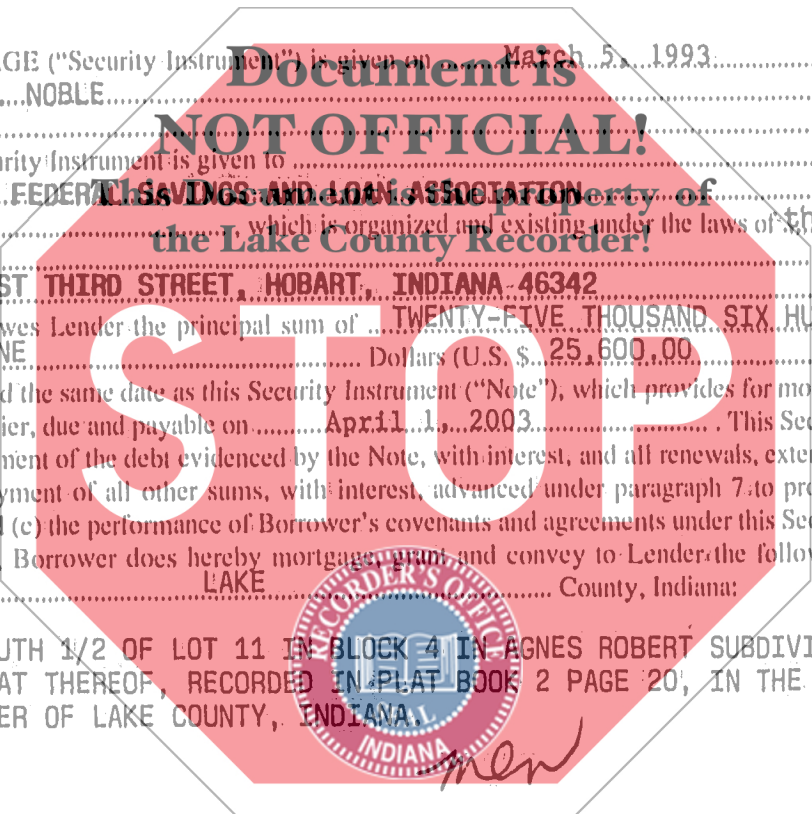 GE ("Security Instrument") is given on March 5, 1993
Document is
NOBLE
NOT OFFICIAL!
rity Instrument is given to
FEDERAL SAVINGS AND LOAN ASSOCIATION
This Document is the property of
which is organized and existing under the laws of th
the Lake County Recorder!
ST THIRD STREET, HOBART, INDIANA 46342
wes Lender the principal sum of TWENTY-FIVE THOUSAND SIX HU
NE Dollars (U.S. $ 25,600.00
STOP
d the same date as this Security Instrument ("Note"), which provides for mo
ier, due and payable on April 1, 2003 . This Sec
ment of the debt evidenced by the Note, with interest, and all renewals, exter
yment of all other sums, with interest, advanced under paragraph 7 to pro
(c) the performance of Borrower's covenants and agreements under this Sec
Borrower does hereby mortgage, grant and convey to Lender the follow
LAKE County, Indiana:
RECORDER'S OFFICE
UTH 1/2 OF LOT 11 IN BLOCK 4 IN AGNES ROBERT SUBDIVI
AT THEREOF, RECORDED IN PLAT BOOK 2 PAGE 20, IN THE
ER OF LAKE COUNTY, INDIANA.
SEAL
INDIANA